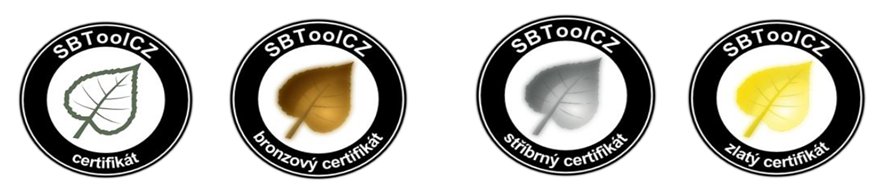 SBToolCZ
certifikát
SBToolCZ
bronzový certifikát
SBToolCZ
stříbrný certifikát
SBToolCZ
zlatý certifikát